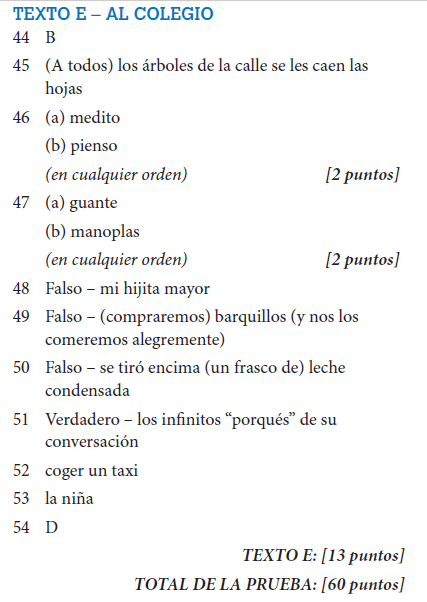 TEXTO E – AL COLEGIO
44 B
45 (A todos) los árboles de la calle se les caen las
hojas
46 (a) medito
(b) pienso
(en cualquier orden) [2 puntos]
47 (a) guante
(b) manoplas
(en cualquier orden) [2 puntos]
48 Falso – mi hijita mayor
49 Falso – (compraremos) barquillos (y nos los
comeremos alegremente)
50 Falso – se tiró encima (un frasco de) leche
condensada
51 Verdadero – los infinitos “porqués” de su
conversación
52 coger un taxi
53 la niña
54 D
TEXTO E: [13 puntos]
TOTAL DE LA PRUEBA: [60 puntos]